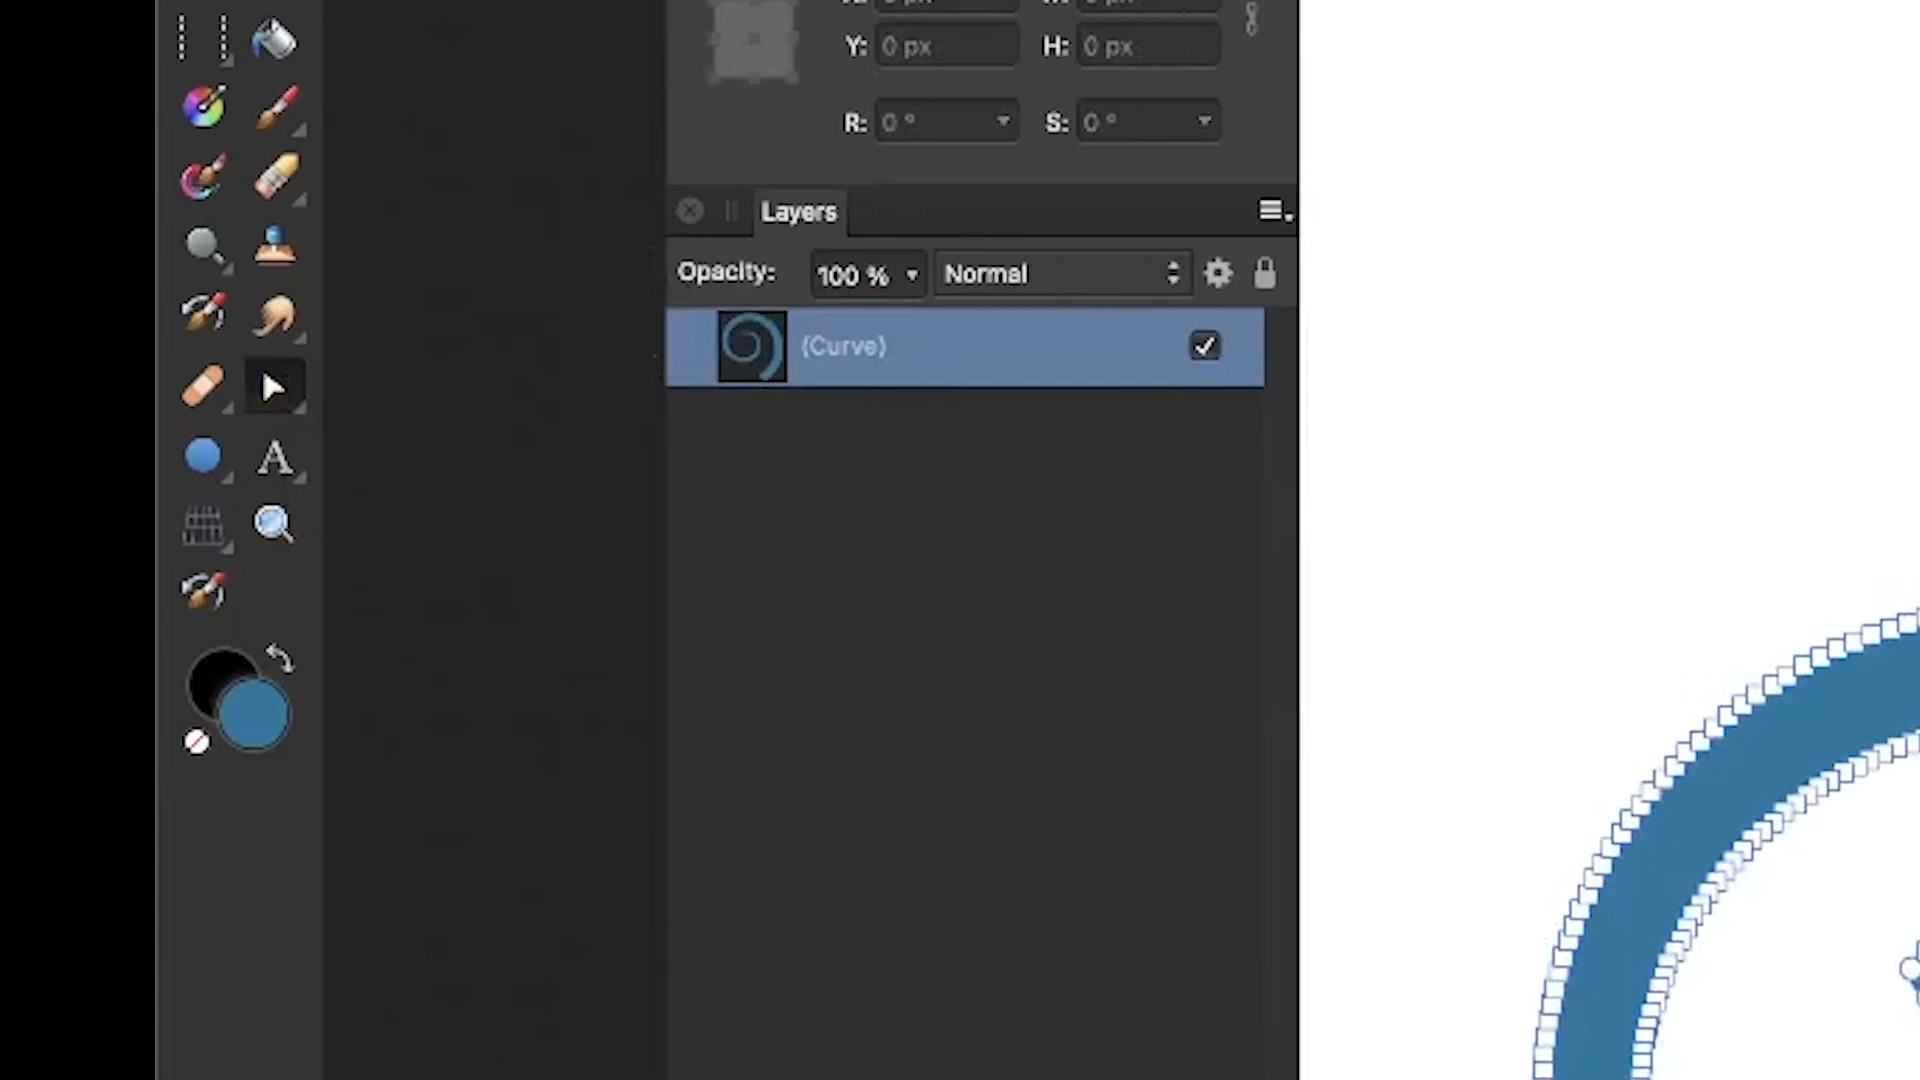 Y: 0 px H: 0 px
R: 0 ° S: 0 °
Layers
Opacity: 100 % Normal
(Curve)
A